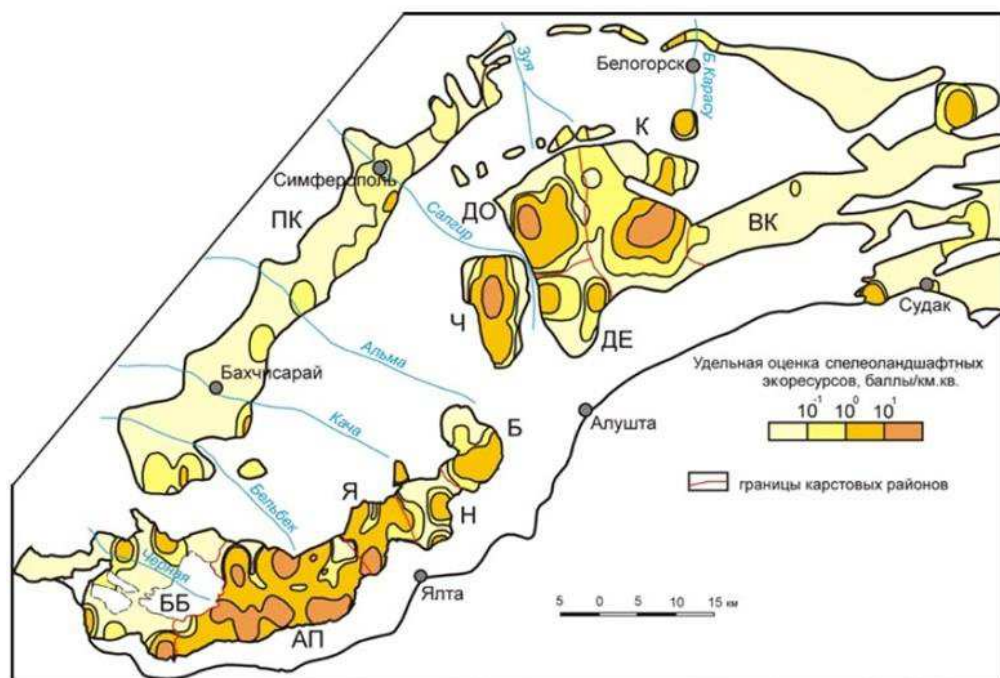 Зуя
Белогорск
Б.Карасу
К
Симферополь
ПК
Салгир
ДО
ВК
Ч
ДЕ
Судак
Альма
Удельная оценка спелеоландшафтных
экоресурсов, баллы/км.кв.
10⁻¹ 10⁰ 10¹
Бахчисарай
Алушта
Кача
Б
границы карстовых районов
Я
Н
Бельбек
Черная
ББ
Ялта
5 0 5 10 15 км
АП